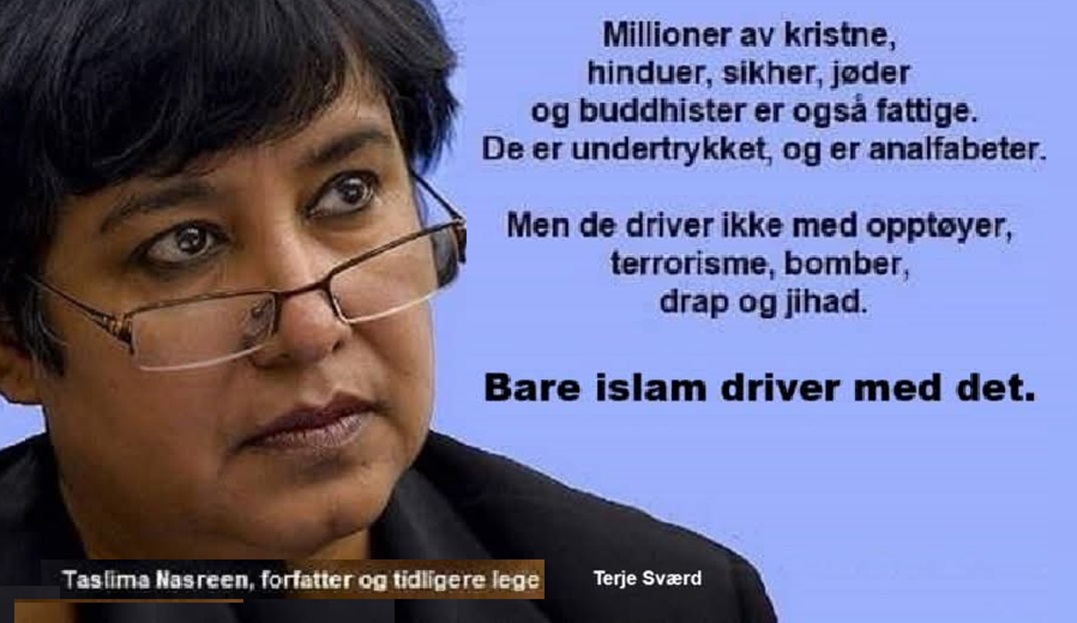 Millioner av kristne,
hinduer, sikher, jøder
og buddhister er også fattige.
De er undertrykket, og er analfabeter.
Men de driver ikke med opptøyer,
terrorisme, bomber,
drap og jihad.
Bare islam driver med det.
Taslima Nasreen, forfatter og tidligere lege
Terje Sværd